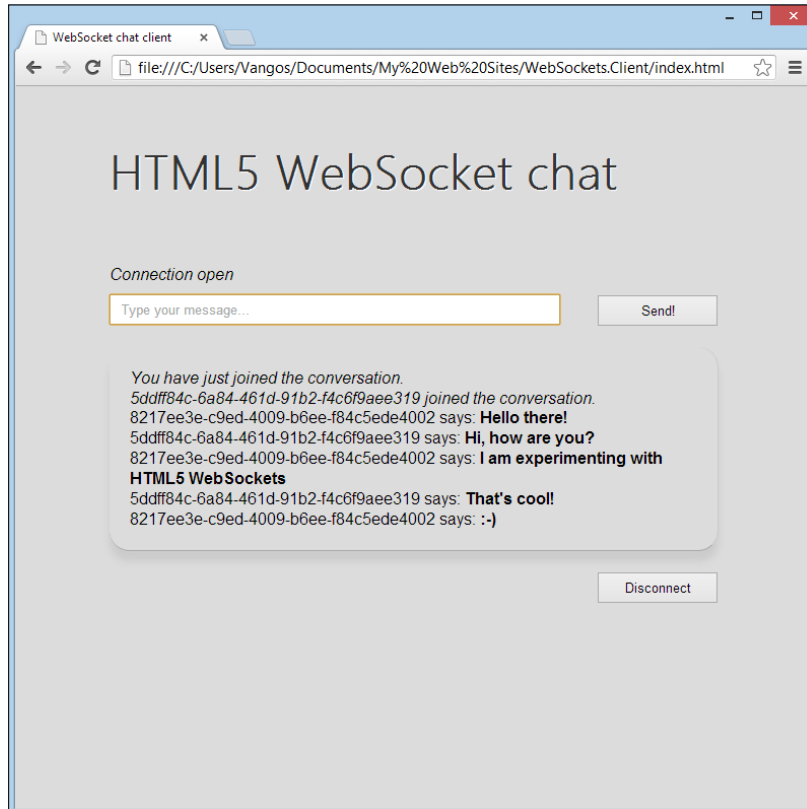 WebSocket chat client
file:///C:/Users/Vangos/Documents/My%20Web%20Sites/WebSockets.Client/index.html
HTML5 WebSocket chat
Connection open
Type your message...
Send!
You have just joined the conversation.
5ddff84c-6a84-461d-91b2-f4c6f9aee319 joined the conversation.
8217ee3e-c9ed-4009-b6ee-f84c5ede4002 says: Hello there!
5ddff84c-6a84-461d-91b2-f4c6f9aee319 says: Hi, how are you?
8217ee3e-c9ed-4009-b6ee-f84c5ede4002 says: I am experimenting with
HTML5 WebSockets
5ddff84c-6a84-461d-91b2-f4c6f9aee319 says: That's cool!
8217ee3e-c9ed-4009-b6ee-f84c5ede4002 says: :-)
Disconnect